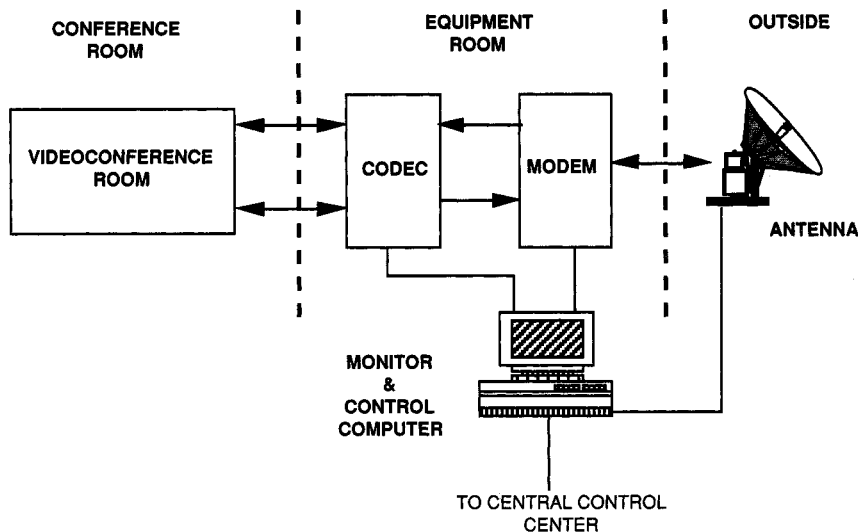 CONFERENCE
ROOM
EQUIPMENT
ROOM
OUTSIDE
VIDEOCONFERENCE
ROOM
CODEC
MODEM
ANTENNA
MONITOR
&
CONTROL
COMPUTER
TO CENTRAL CONTROL
CENTER